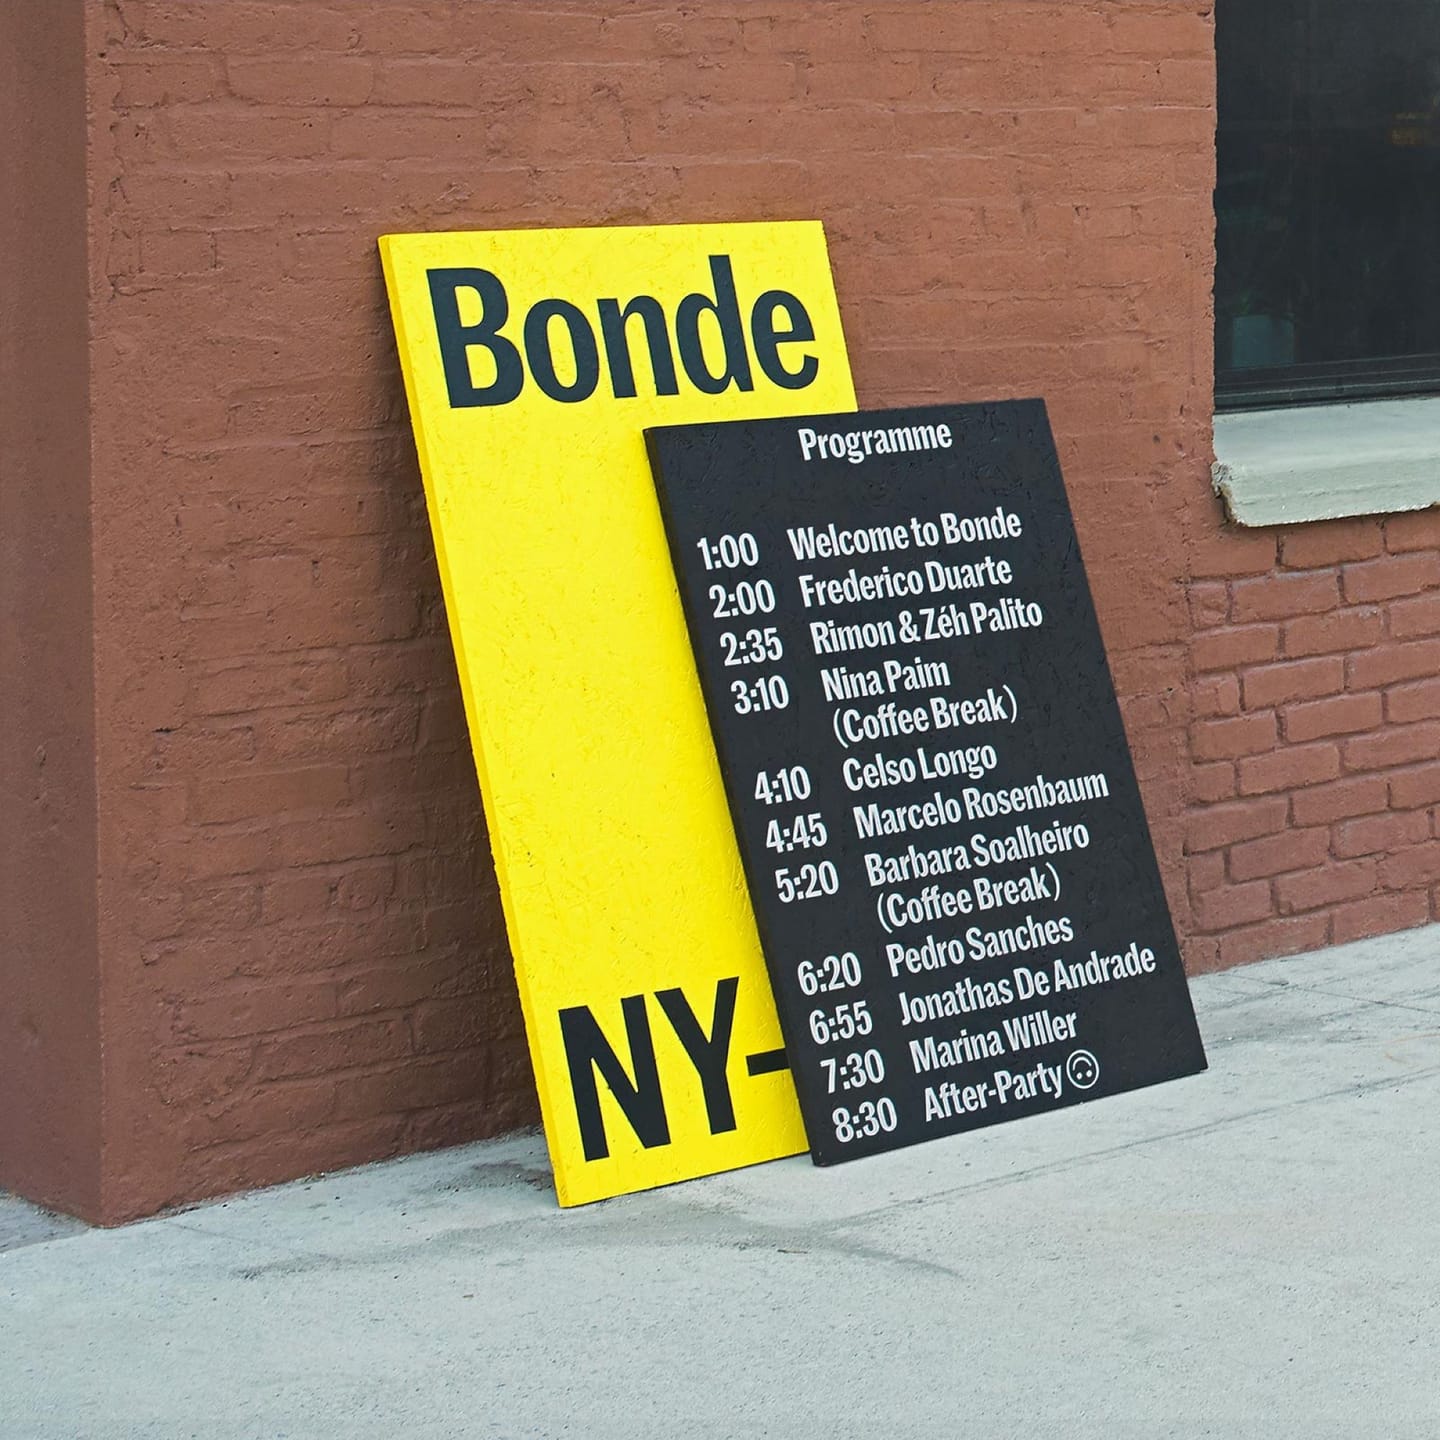 Bonde
NY-
Programme
1:00 Welcome to Bonde
2:00 Frederico Duarte
2:35 Rimon & Zéh Palito
3:10 Nina Paim
(Coffee Break)
4:10 Celso Longo
4:45 Marcelo Rosenbaum
5:20 Barbara Soalheiro
(Coffee Break)
6:20 Pedro Sanches
6:55 Jonathas De Andrade
7:30 Marina Willer
8:30 After-Party 🙃